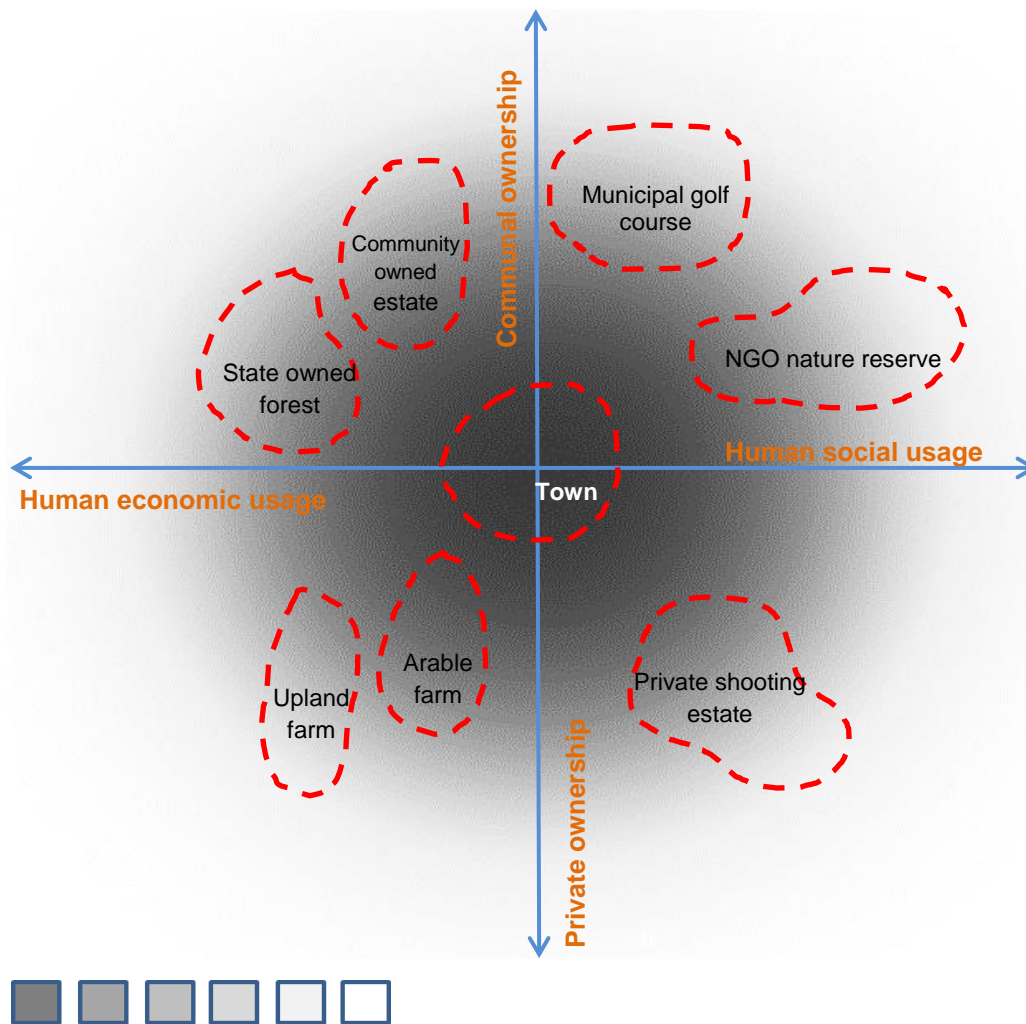 Communal ownership
Municipal golf
course
Community
owned
estate
NGO nature reserve
State owned
forest
Human social usage
Human economic usage
Town
Arable
farm
Private shooting
estate
Upland
farm
Private ownership